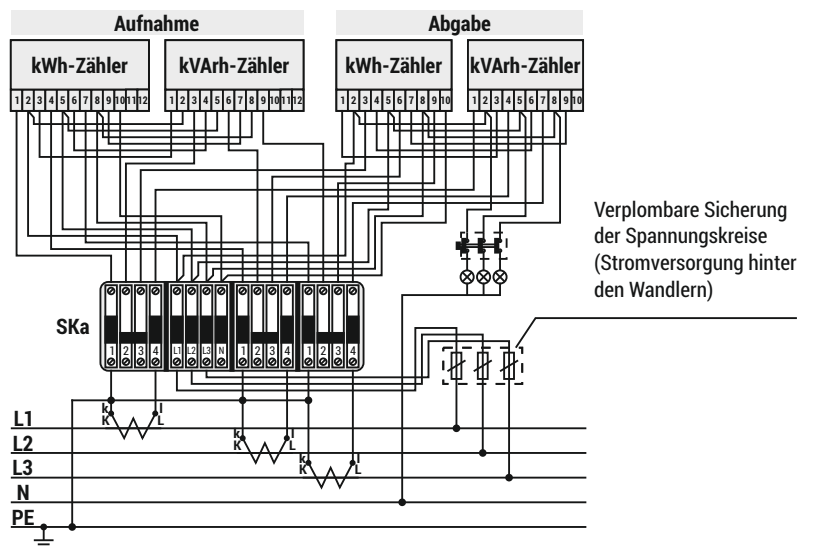 Aufnahme
Abgabe
kWh-Zähler
kVArh-Zähler
kWh-Zähler
kVArh-Zähler
1 2 3 4 5 6 7 8 9 10 11 12
1 2 3 4 5 6 7 8 9 10 11 12
1 2 3 4 5 6 7 8 9 10
1 2 3 4 5 6 7 8 9 10
Verplombare Sicherung
der Spannungskreise
(Stromversorgung hinter
den Wandlern)
SKa
1 2 3 4 L1 L2 L3 N 1 2 3 4 1 2 3 4
k l
K L
L1
k l
K L
L2
k l
K L
L3
N
PE